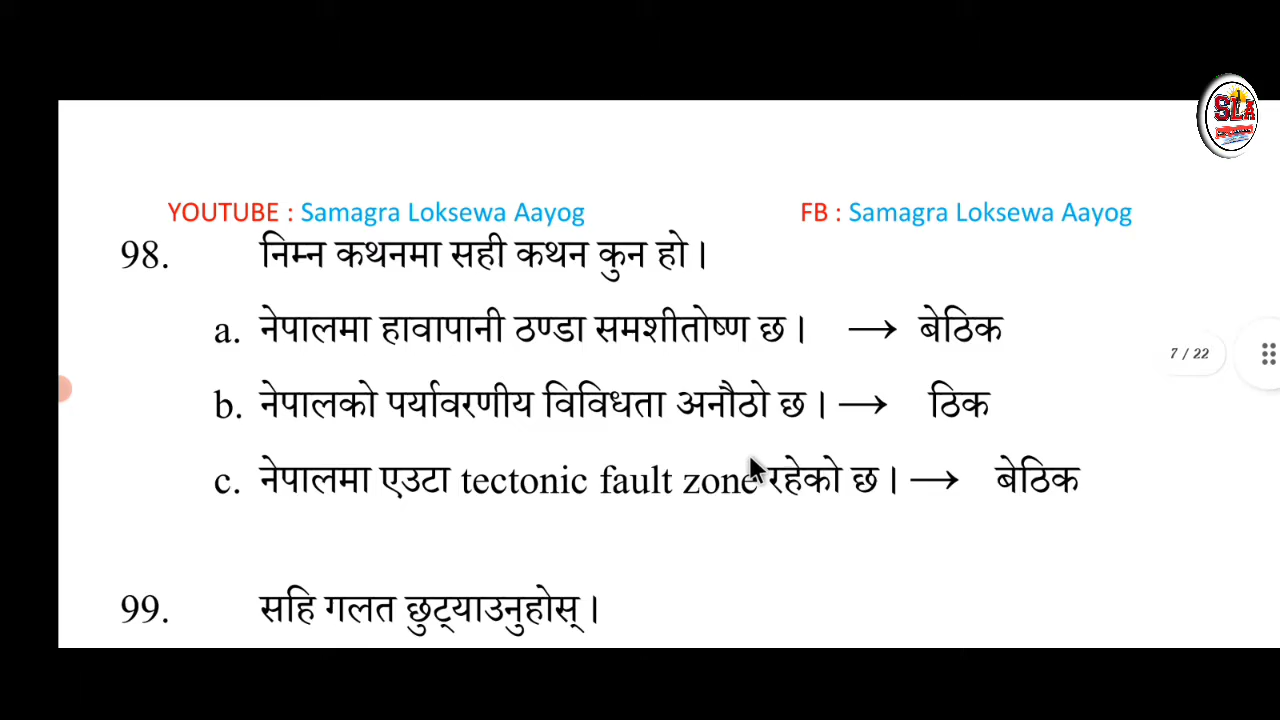 SLA
YOUTUBE : Samagra Loksewa Aayog FB : Samagra Loksewa Aayog
98. निम्न कथनमा सही कथन कुन हो ।
a. नेपालमा हावापानी ठण्डा समशीतोष्ण छ । → बेठिक
b. नेपालको पर्यावरणीय विविधता अनौठो छ । → ठिक
7 / 22
c. नेपालमा एउटा tectonic fault zone रहेको छ । → बेठिक
99. सहि गलत छुट्याउनुहोस् ।